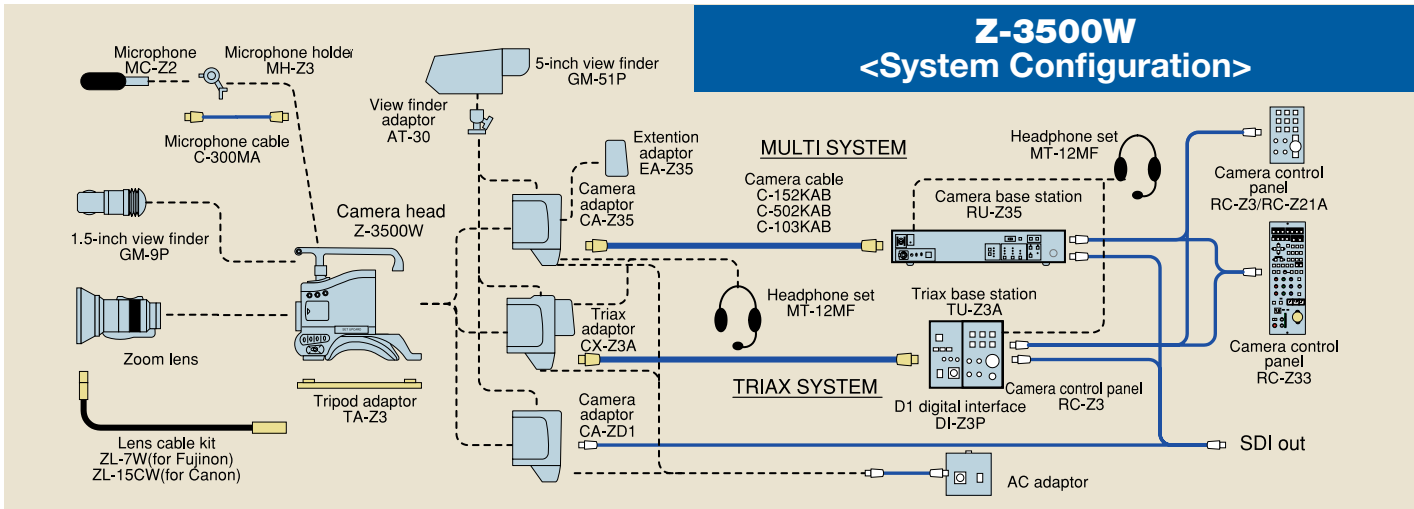 Z-3500W
<System Configuration>
Microphone
MC-Z2
Microphone holder
MH-Z3
Microphone cable
C-300MA
1.5-inch view finder
GM-9P
Zoom lens
Lens cable kit
ZL-7W(for Fujinon)
ZL-15CW(for Canon)
Camera head
Z-3500W
Tripod adaptor
TA-Z3
5-inch view finder
GM-51P
View finder
adaptor
AT-30
Extention
adaptor
EA-Z35
Camera
adaptor
CA-Z35
Triax
adaptor
CX-Z3A
Camera
adaptor
CA-ZD1
MULTI SYSTEM
Camera cable
C-152KAB
C-502KAB
C-103KAB
Camera base station
RU-Z35
Headphone set
MT-12MF
Headphone set
MT-12MF
TRIAX SYSTEM
Triax base station
TU-Z3A
D1 digital interface
DI-Z3P
Camera control panel
RC-Z3
AC adaptor
Camera control
panel
RC-Z3/RC-Z21A
Camera control
panel
RC-Z33
SDI out